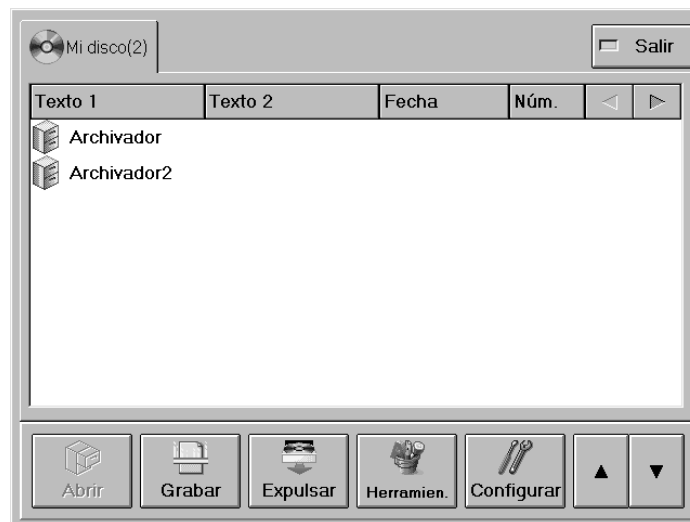 Mi disco(2)
Salir
Texto 1 Texto 2 Fecha Núm.
Archivador
Archivador2
Abrir Grabar Expulsar Herramien. Configurar